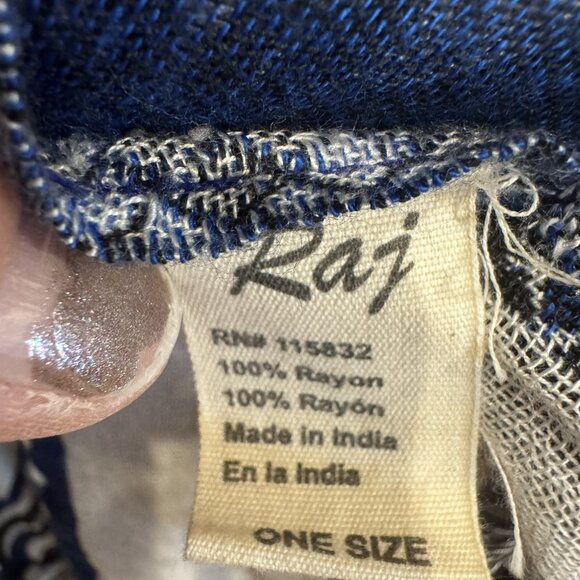 Raj
RN# 115832
100% Rayon
100% Rayón
Made in India
En la India
ONE SIZE